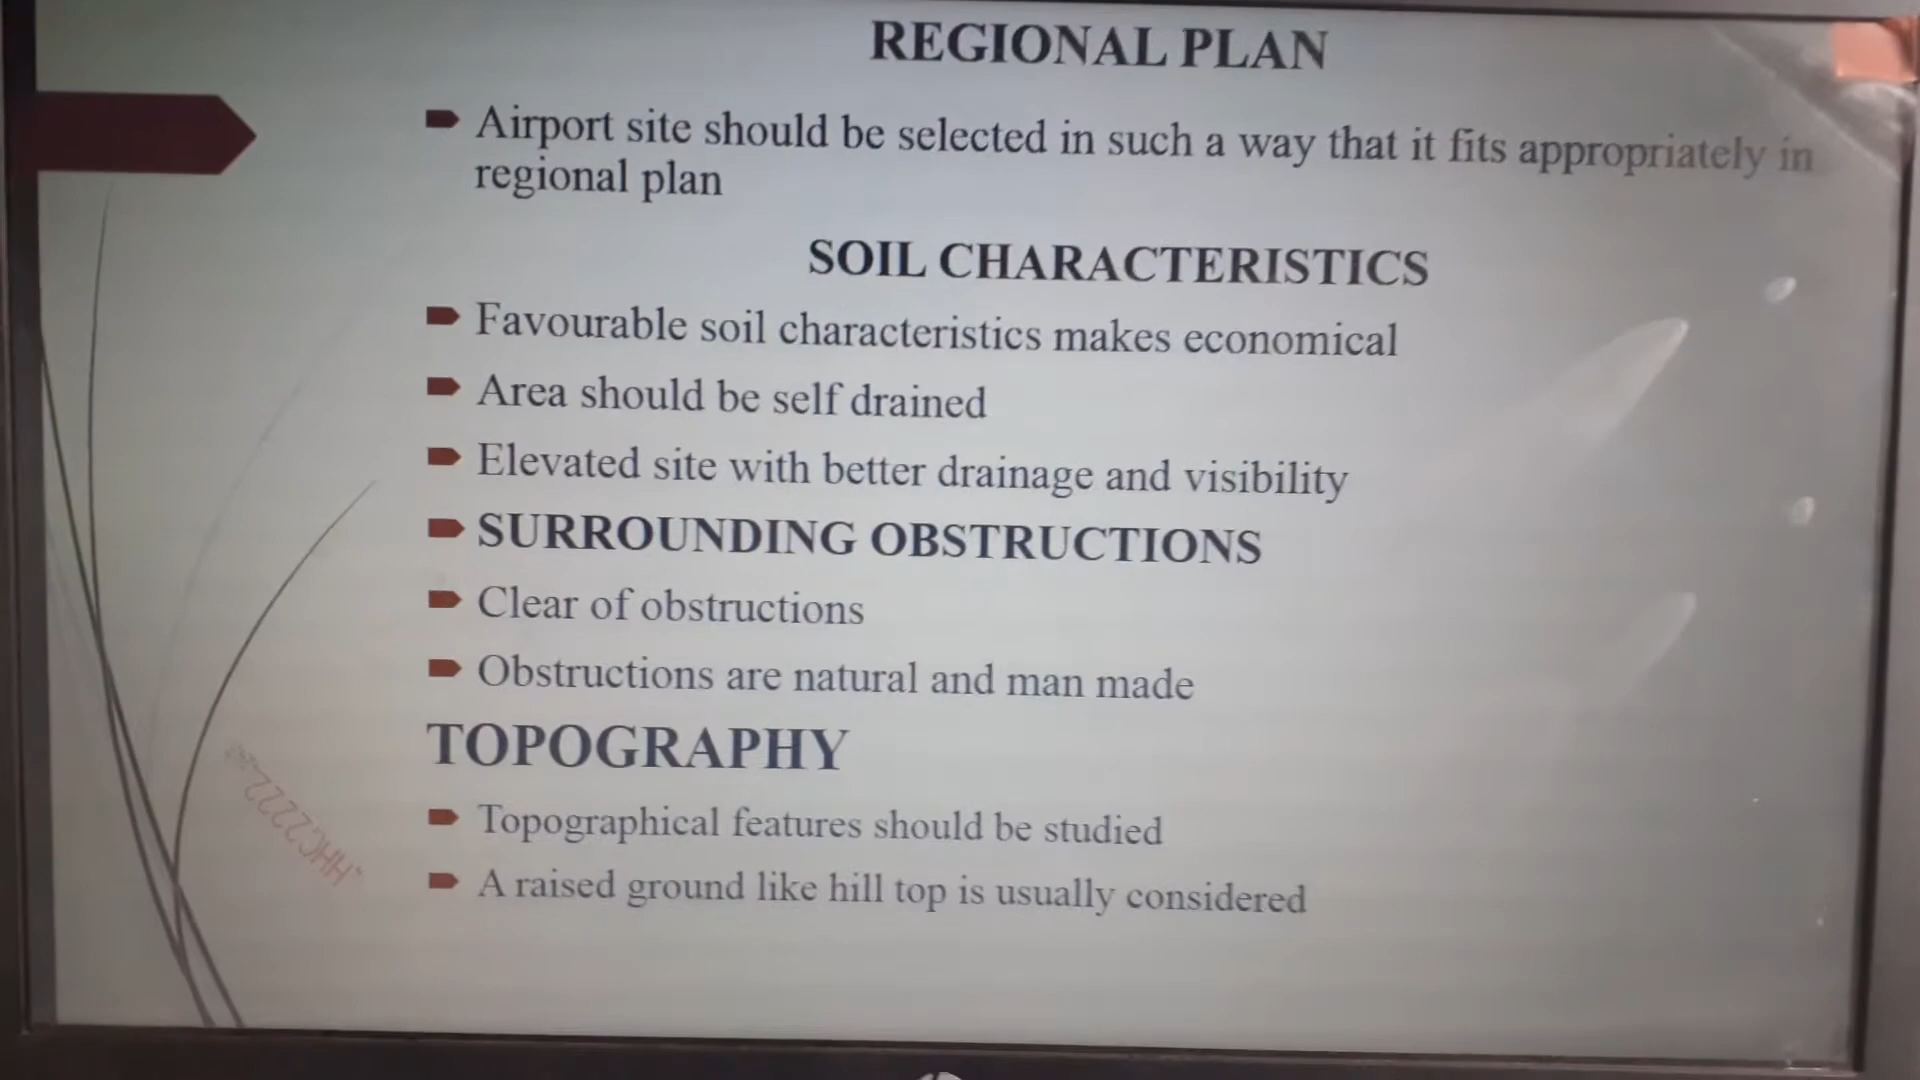 REGIONAL PLAN
Airport site should be selected in such a way that it fits appropriately in
regional plan
SOIL CHARACTERISTICS
Favourable soil characteristics makes economical
Area should be self drained
Elevated site with better drainage and visibility
SURROUNDING OBSTRUCTIONS
Clear of obstructions
Obstructions are natural and man made
TOPOGRAPHY
Topographical features should be studied
A raised ground like hill top is usually considered